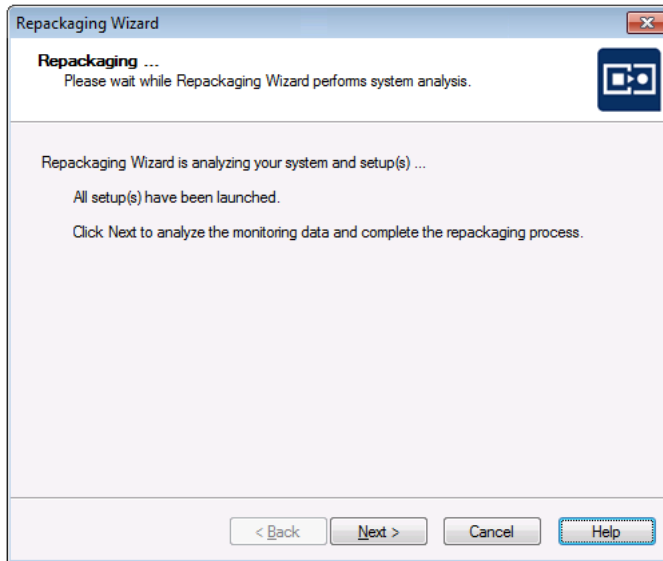 Repackaging Wizard
Repackaging ...
Please wait while Repackaging Wizard performs system analysis.
Repackaging Wizard is analyzing your system and setup(s) ...
All setup(s) have been launched.
Click Next to analyze the monitoring data and complete the repackaging process.
< Back Next > Cancel Help